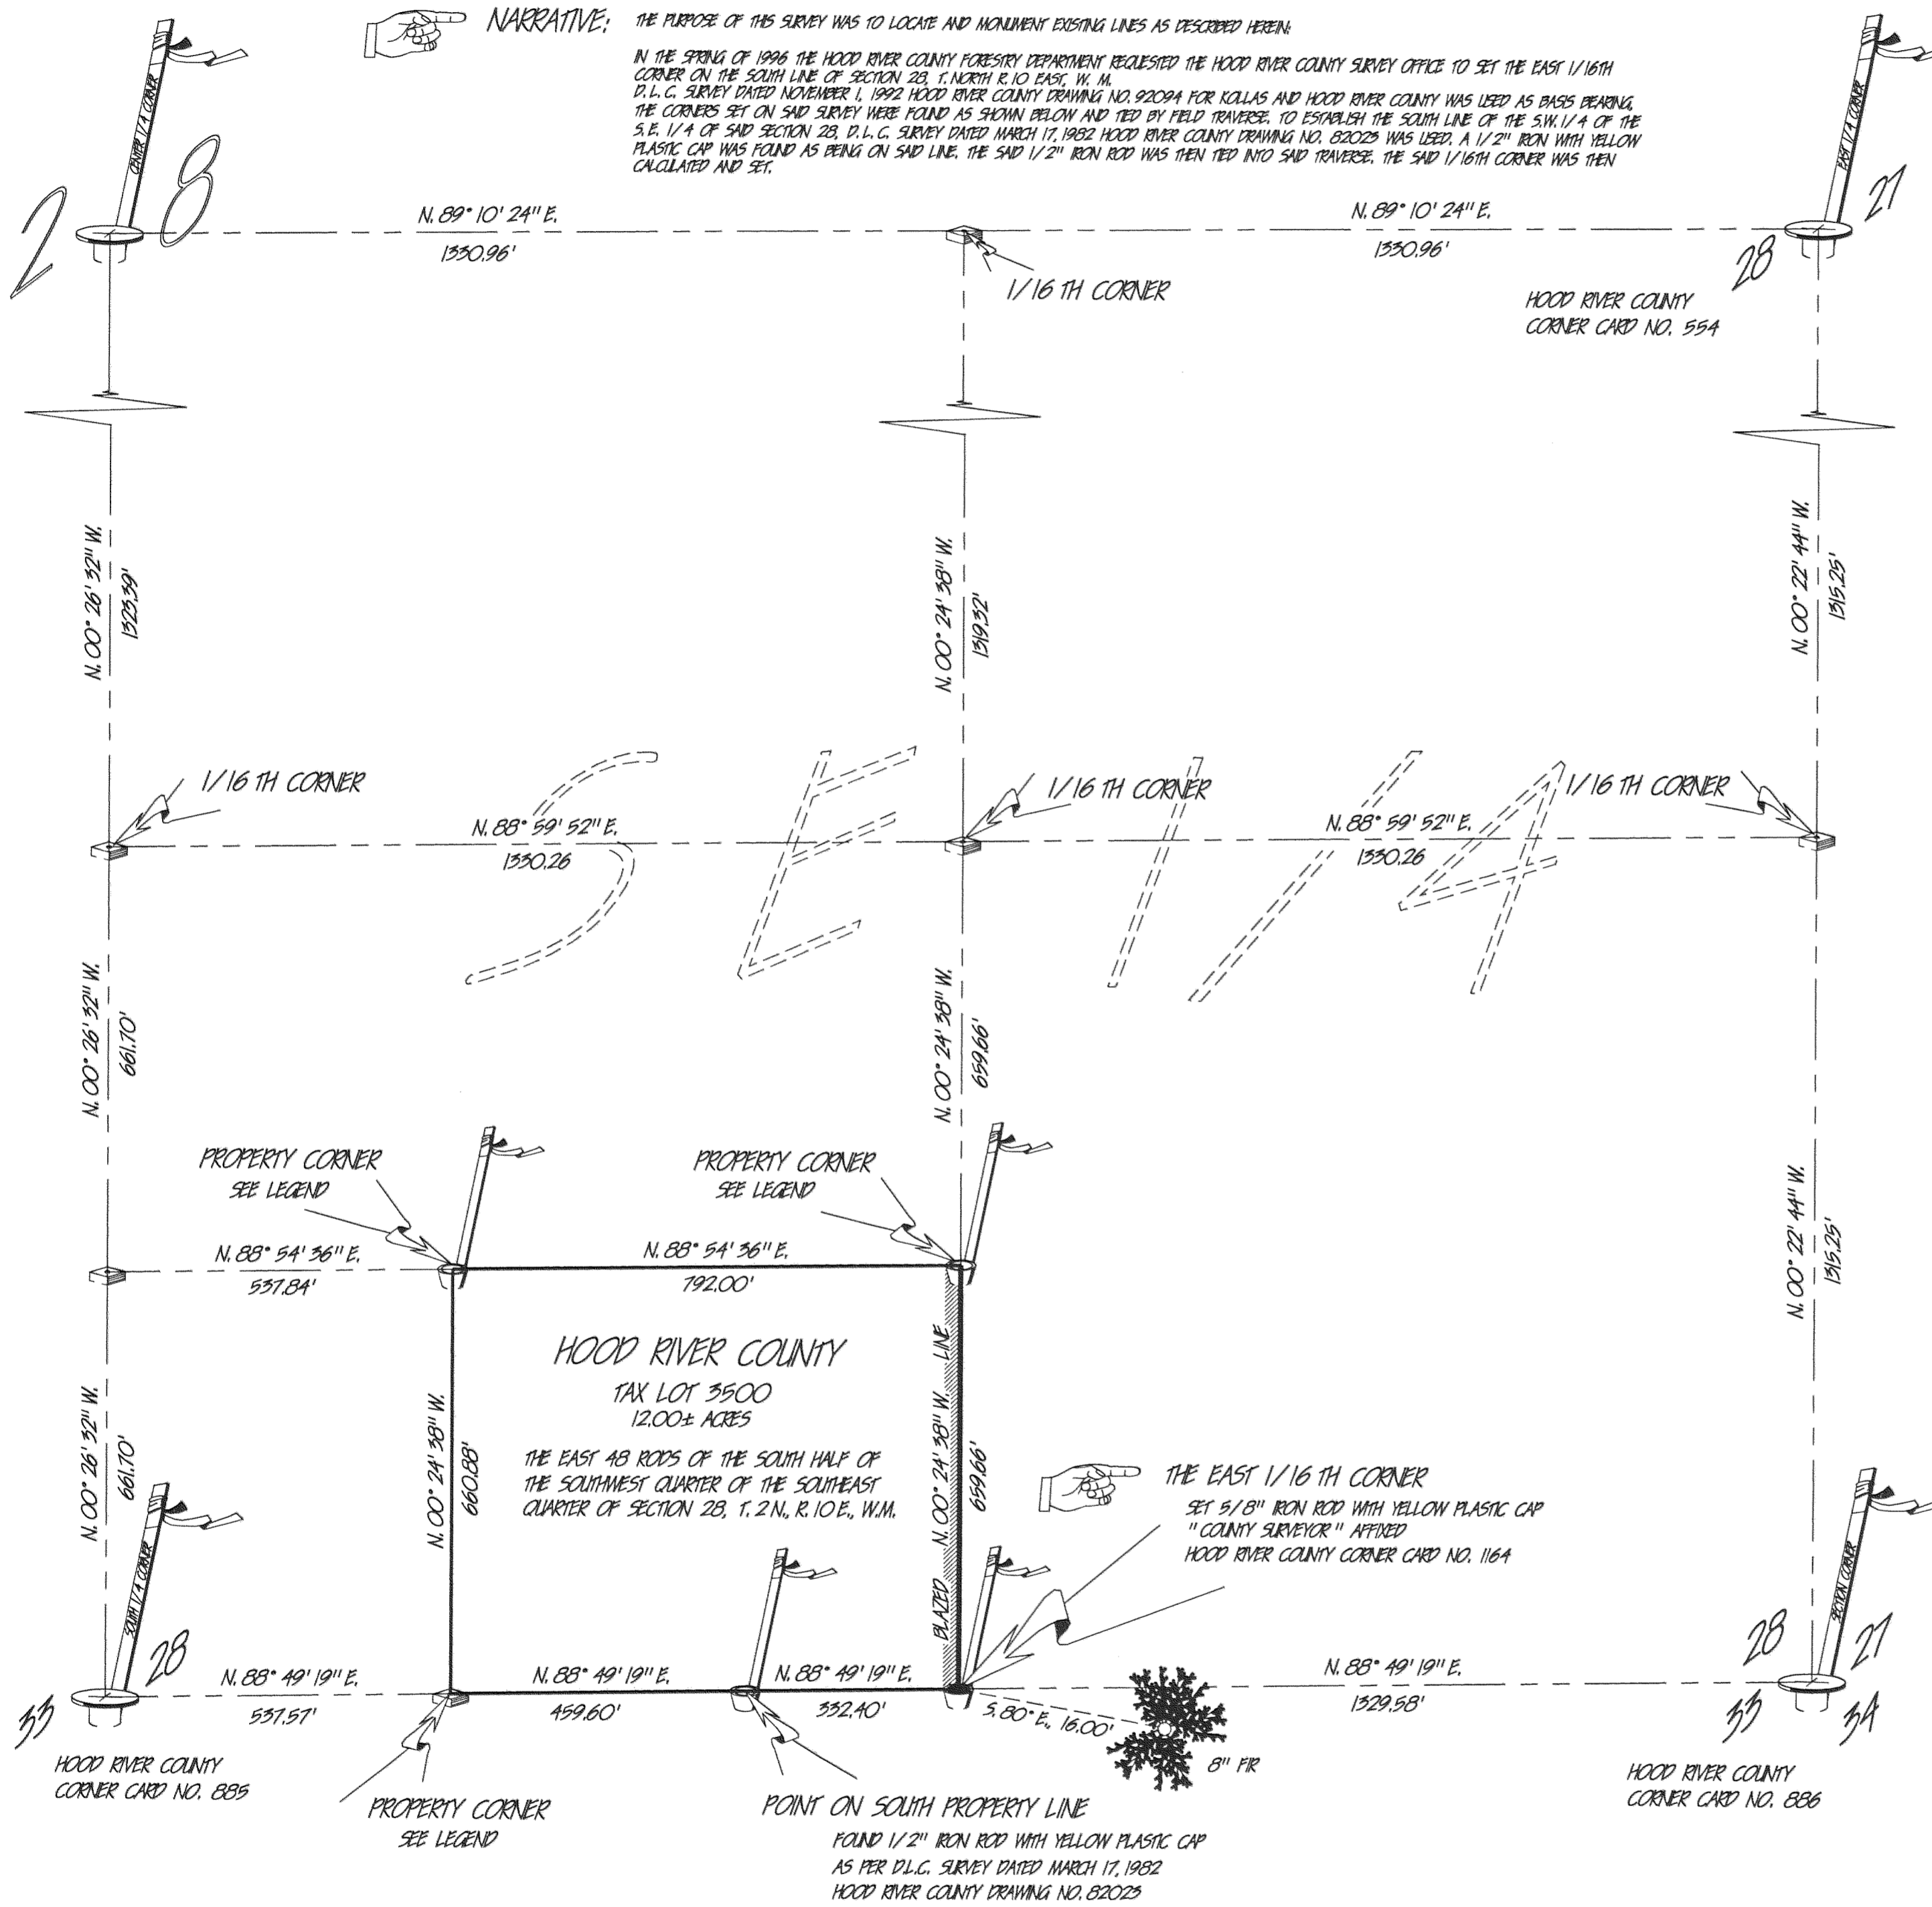 NARRATIVE: THE PURPOSE OF THIS SURVEY WAS TO LOCATE AND MONUMENT EXISTING LINES AS DESCRIBED HEREIN:
IN THE SPRING OF 1996 THE HOOD RIVER COUNTY FORESTRY DEPARTMENT REQUESTED THE HOOD RIVER COUNTY SURVEY OFFICE TO SET THE EAST 1/16TH
CORNER ON THE SOUTH LINE OF SECTION 28, T. NORTH R. 10 EAST, W. M.
D. L. C. SURVEY DATED NOVEMBER 1, 1992 HOOD RIVER COUNTY DRAWING NO. 92094 FOR KOLLAS AND HOOD RIVER COUNTY WAS USED AS BASIS BEARING,
THE CORNERS SET ON SAID SURVEY WERE FOUND AS SHOWN BELOW AND TIED BY FIELD TRAVERSE. TO ESTABLISH THE SOUTH LINE OF THE S.W. 1/4 OF THE
S.E. 1/4 OF SAID SECTION 28, D.L.C. SURVEY DATED MARCH 17, 1982 HOOD RIVER COUNTY DRAWING NO. 82023 WAS USED. A 1/2" IRON WITH YELLOW
PLASTIC CAP WAS FOUND AS BEING ON SAID LINE. THE SAID 1/2" IRON ROD WAS THEN TIED INTO SAID TRAVERSE. THE SAID 1/16TH CORNER WAS THEN
CALCULATED AND SET.
CENTER 1/4 CORNER
EAST 1/4 CORNER
2 8
27
28
N. 89° 10' 24" E.
1330.96'
N. 89° 10' 24" E.
1330.96'
1/16 TH CORNER
HOOD RIVER COUNTY
CORNER CARD NO. 554
N. 00° 26' 32" W.
1323.39'
N. 00° 24' 38" W.
1319.32'
N. 00° 22' 44" W.
1315.25'
1/16 TH CORNER
1/16 TH CORNER
1/16 TH CORNER
N. 88° 59' 52" E.
1330.26
N. 88° 59' 52" E.
1330.26
SE 1/4
N. 00° 26' 32" W.
661.70'
N. 00° 24' 38" W.
659.66'
N. 00° 22' 44" W.
1315.25'
PROPERTY CORNER
SEE LEGEND
PROPERTY CORNER
SEE LEGEND
N. 88° 54' 36" E.
537.84'
N. 88° 54' 36" E.
792.00'
HOOD RIVER COUNTY
TAX LOT 3500
12.00± ACRES
THE EAST 48 RODS OF THE SOUTH HALF OF
THE SOUTHWEST QUARTER OF THE SOUTHEAST
QUARTER OF SECTION 28, T. 2 N., R. 10 E., W.M.
N. 00° 26' 32" W.
661.70'
N. 00° 24' 38" W.
660.88'
BLAZED N. 00° 24' 38" W. LINE
659.66'
THE EAST 1/16 TH CORNER
SET 5/8" IRON ROD WITH YELLOW PLASTIC CAP
"COUNTY SURVEYOR" AFFIXED
HOOD RIVER COUNTY CORNER CARD NO. 1164
SOUTH 1/4 CORNER
SECTION CORNER
28
33
28
27
33
34
N. 88° 49' 19" E.
537.57'
N. 88° 49' 19" E.
459.60'
N. 88° 49' 19" E.
332.40'
S. 80° E., 16.00'
8" FIR
N. 88° 49' 19" E.
1329.58'
HOOD RIVER COUNTY
CORNER CARD NO. 885
PROPERTY CORNER
SEE LEGEND
POINT ON SOUTH PROPERTY LINE
FOUND 1/2" IRON ROD WITH YELLOW PLASTIC CAP
AS PER D.L.C. SURVEY DATED MARCH 17, 1982
HOOD RIVER COUNTY DRAWING NO. 82023
HOOD RIVER COUNTY
CORNER CARD NO. 886